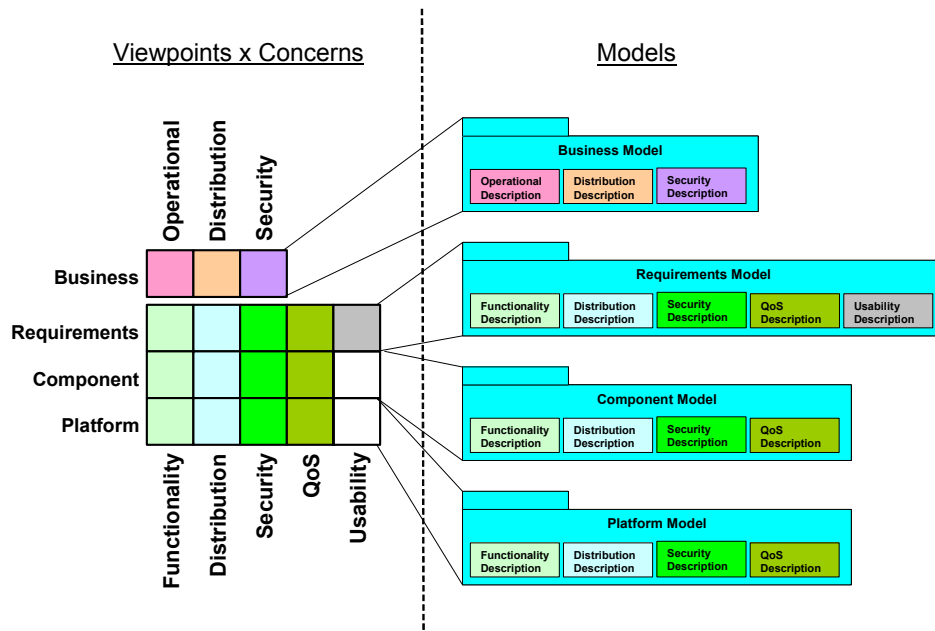 Viewpoints x Concerns
Models
Operational
Distribution
Security
Business
Requirements
Component
Platform
Functionality
Distribution
Security
QoS
Usability
Business Model
Operational
Description
Distribution
Description
Security
Description
Requirements Model
Functionality
Description
Distribution
Description
Security
Description
QoS
Description
Usability
Description
Component Model
Functionality
Description
Distribution
Description
Security
Description
QoS
Description
Platform Model
Functionality
Description
Distribution
Description
Security
Description
QoS
Description